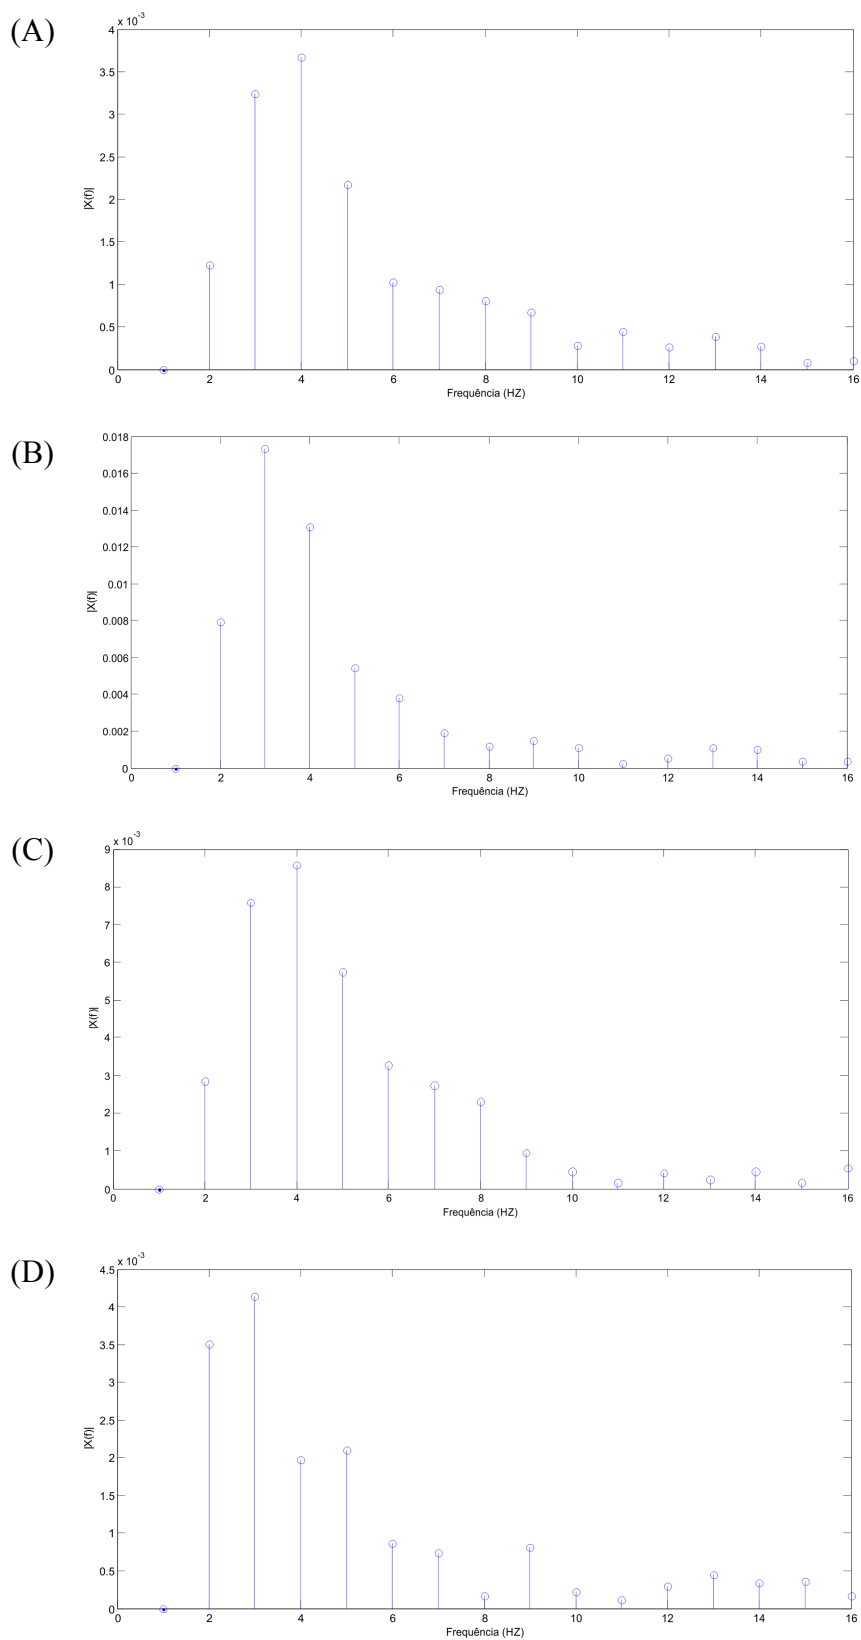 (A)
x 10-3
4
3.5
3
2.5
2
1.5
1
0.5
0
|X(f)|
0 2 4 6 8 10 12 14 16
Frequência (HZ)
(B)
0.018
0.016
0.014
0.012
0.01
0.008
0.006
0.004
0.002
0
|X(f)|
0 2 4 6 8 10 12 14 16
Frequência (HZ)
(C)
x 10-3
9
8
7
6
5
4
3
2
1
0
|X(f)|
0 2 4 6 8 10 12 14 16
Frequência (HZ)
(D)
x 10-3
4.5
4
3.5
3
2.5
2
1.5
1
0.5
0
|X(f)|
0 2 4 6 8 10 12 14 16
Frequência (HZ)